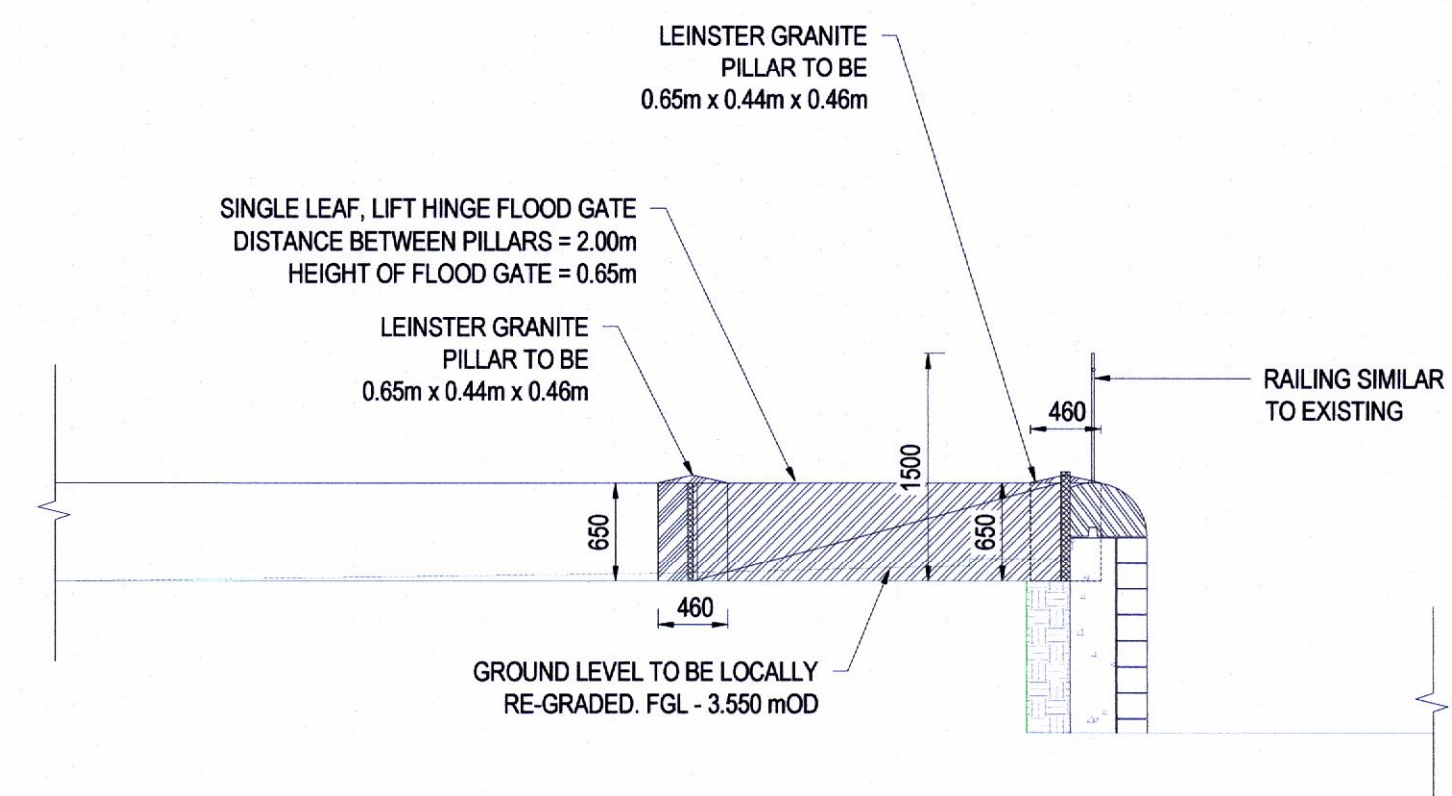 LEINSTER GRANITE
PILLAR TO BE
0.65m x 0.44m x 0.46m
SINGLE LEAF, LIFT HINGE FLOOD GATE
DISTANCE BETWEEN PILLARS = 2.00m
HEIGHT OF FLOOD GATE = 0.65m
LEINSTER GRANITE
PILLAR TO BE
0.65m x 0.44m x 0.46m
RAILING SIMILAR
TO EXISTING
460
1500
650
650
460
GROUND LEVEL TO BE LOCALLY
RE-GRADED. FGL - 3.550 mOD